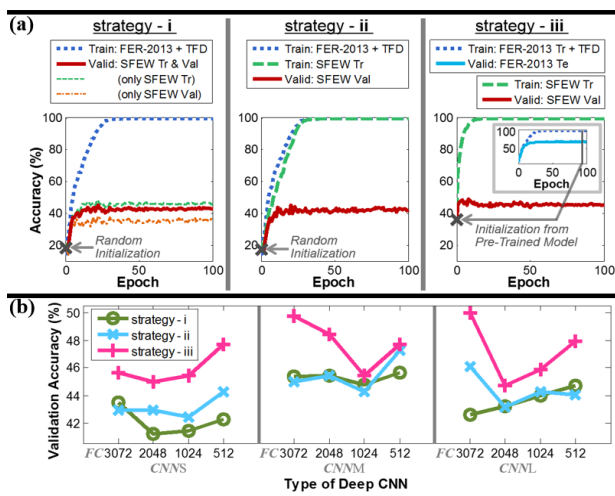 (a)
strategy - i
Train: FER-2013 + TFD
Valid: SFEW Tr & Val
(only SFEW Tr)
(only SFEW Val)
strategy - ii
Train: FER-2013 + TFD
Train: SFEW Tr
Valid: SFEW Val
strategy - iii
Train: FER-2013 Tr + TFD
Valid: FER-2013 Te
Train: SFEW Tr
Valid: SFEW Val
Accuracy (%)
100
80
60
40
20
Random
Initialization
0 50 100
Epoch
100
80
60
40
20
Random
Initialization
0 50 100
Epoch
100
80
60
40
20
100
50
0 50 100
Epoch
Initialization from
Pre-Trained Model
0 50 100
Epoch
(b)
Validation Accuracy (%)
50
48
46
44
42
strategy - i
strategy - ii
strategy - iii
FC 3072 2048 1024 512
CNNS
FC 3072 2048 1024 512
CNNM
FC 3072 2048 1024 512
CNNL
Type of Deep CNN